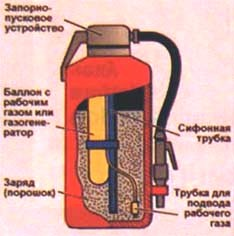 Запорно-
пусковое
устройство
Баллон с
рабочим
газом или
газогене-
ратор
Сифонная
трубка
Заряд
(порошок)
Трубка для
подвода
рабочего
газа